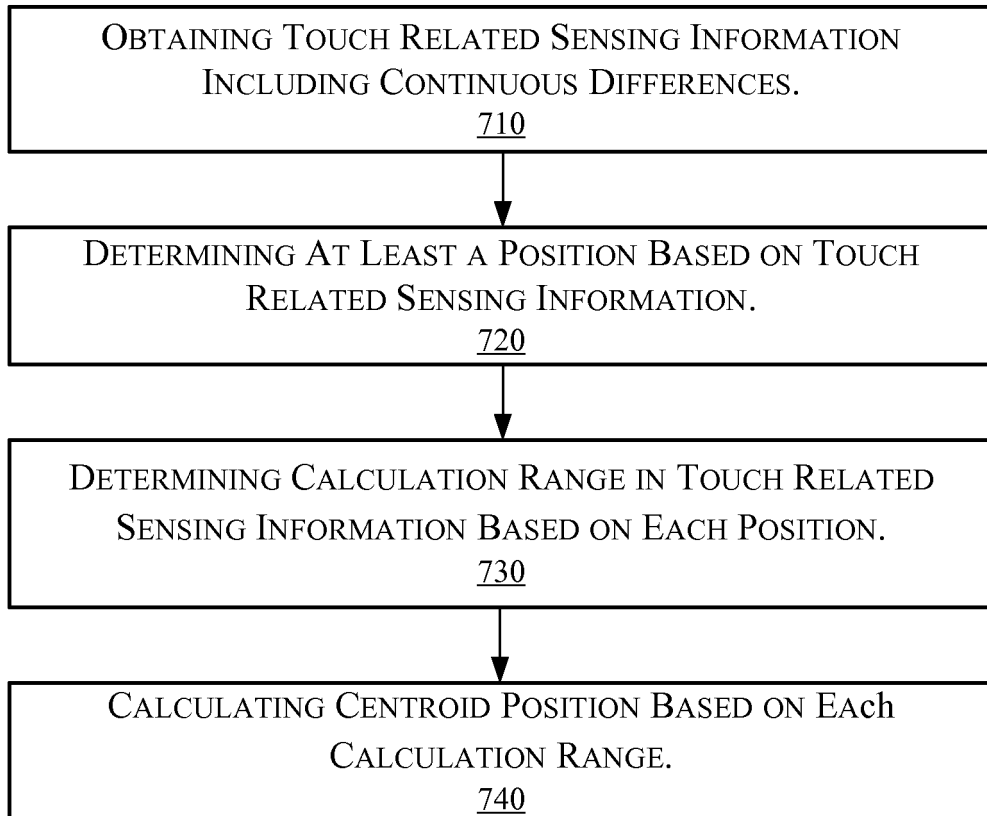 OBTAINING TOUCH RELATED SENSING INFORMATION
INCLUDING CONTINUOUS DIFFERENCES.
710
DETERMINING AT LEAST A POSITION BASED ON TOUCH
RELATED SENSING INFORMATION.
720
DETERMINING CALCULATION RANGE IN TOUCH RELATED
SENSING INFORMATION BASED ON EACH POSITION.
730
CALCULATING CENTROID POSITION BASED ON EAch
CALCULATION RANGE.
740